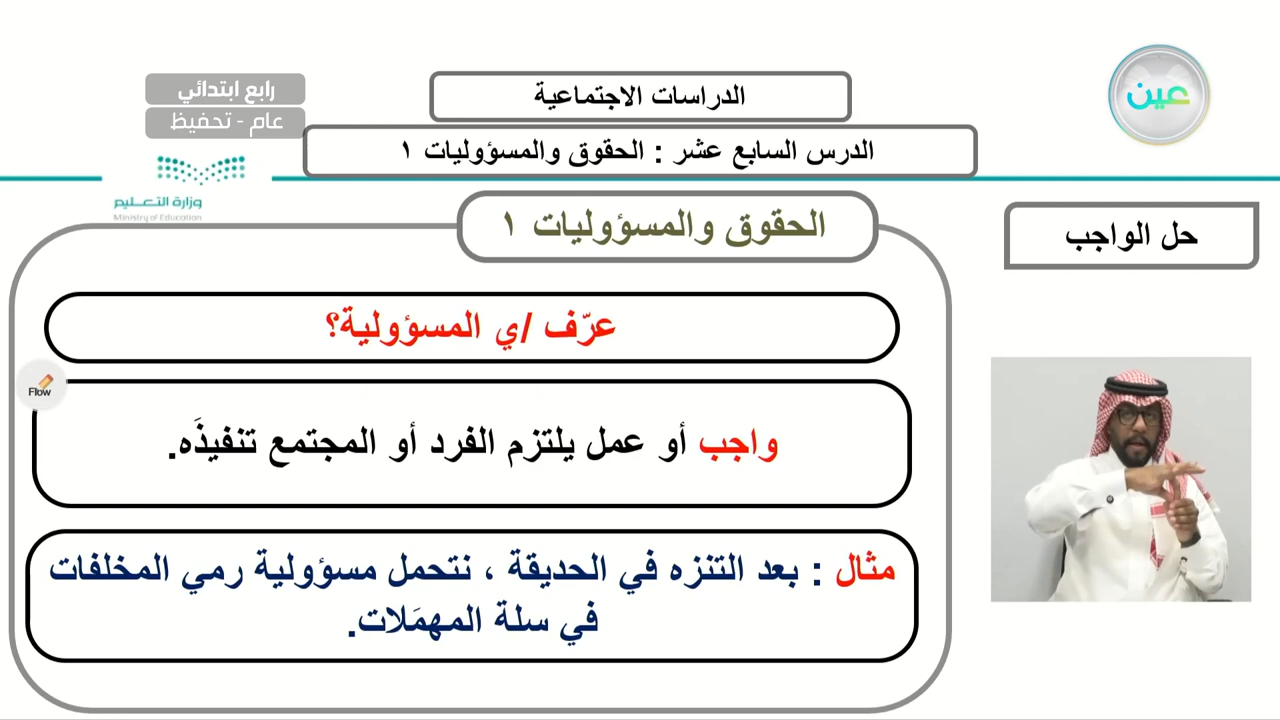 عين
رابع ابتدائي
عام - تحفيظ
وزارة التعـــليم
Ministry of Education
الدراسات الاجتماعية
الدرس السابع عشر : الحقوق والمسؤوليات ١
الحقوق والمسؤوليات ١
حل الواجب
عرّف /ي المسؤولية؟
Flow
واجب أو عمل يلتزم الفرد أو المجتمع تنفيذَه.
مثال : بعد التنزه في الحديقة ، نتحمل مسؤولية رمي المخلفات
في سلة المهمَلات.